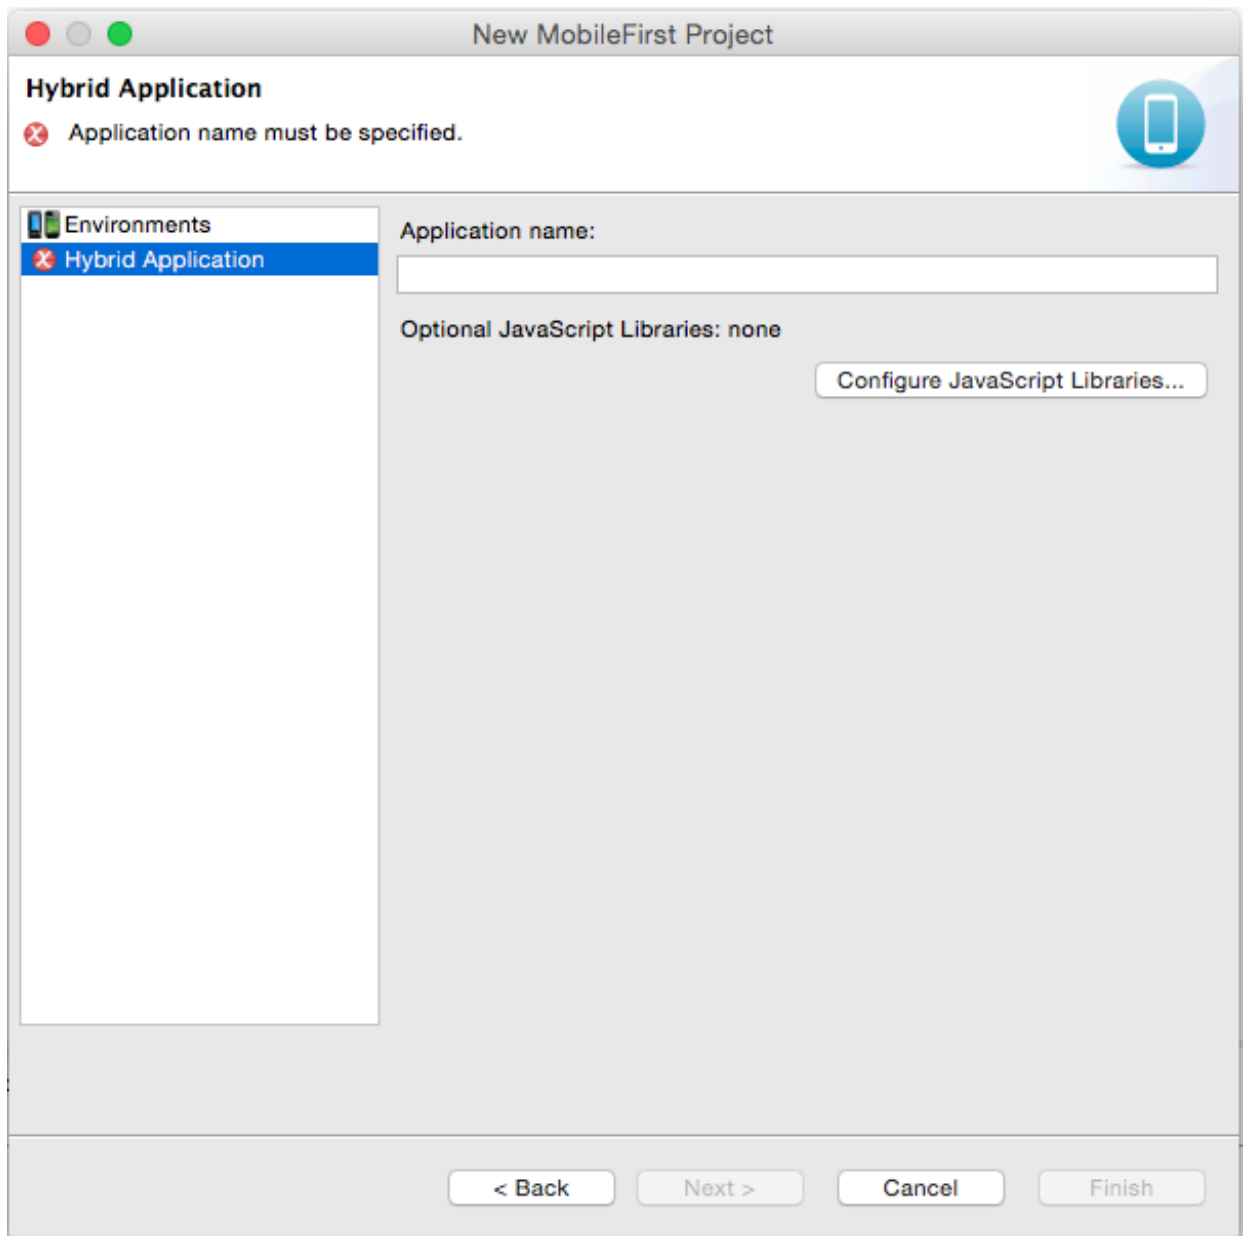 New MobileFirst Project
Hybrid Application
Application name must be specified.
Environments
Hybrid Application
Application name:
Optional JavaScript Libraries: none
Configure JavaScript Libraries...
< Back
Next >
Cancel
Finish